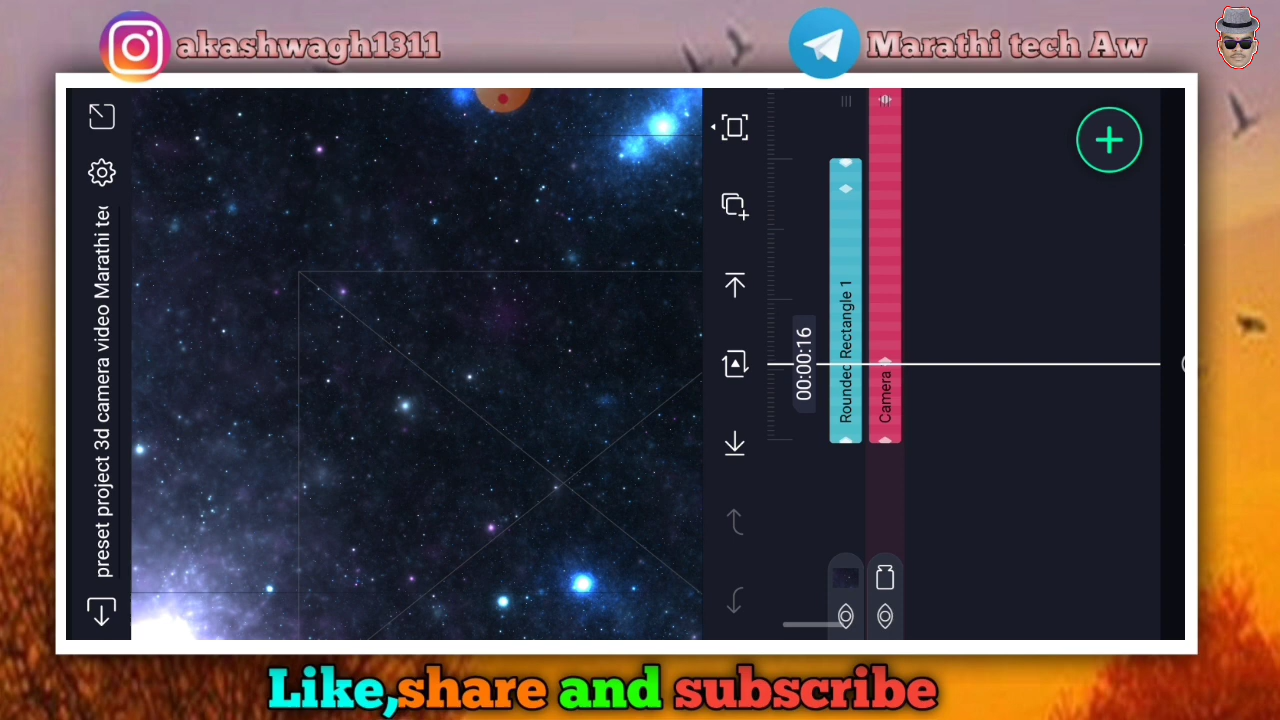 akashwagh1311
Marathi tech Aw
preset project 3d camera video Marathi tec
00:00:16
Rounded Rectangle 1
Camera
Like,share and subscribe